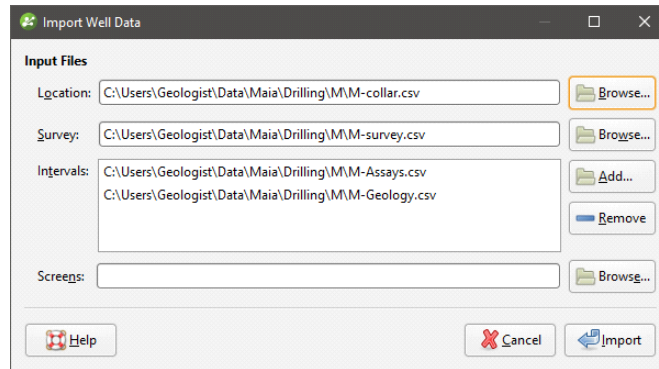 Import Well Data
Input Files
Location: C:\Users\Geologist\Data\Maia\Drilling\M\M-collar.csv Browse...
Survey: C:\Users\Geologist\Data\Maia\Drilling\M\M-survey.csv Browse...
Intervals: C:\Users\Geologist\Data\Maia\Drilling\M\M-Assays.csv Add...
C:\Users\Geologist\Data\Maia\Drilling\M\M-Geology.csv
Remove
Screens: Browse...
Help Cancel Import